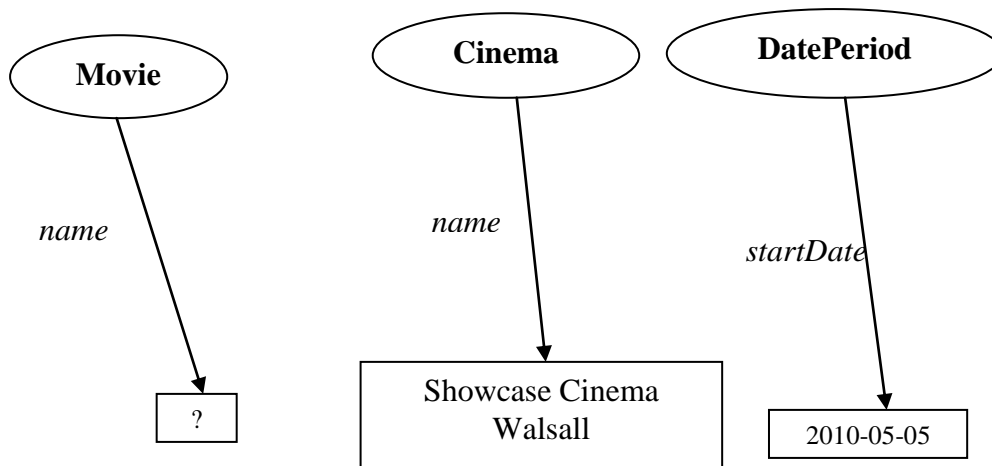 Movie
Cinema
DatePeriod
name
name
startDate
?
Showcase Cinema
Walsall
2010-05-05